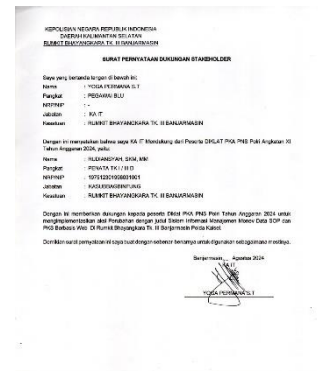 KEPOLISIAN NEGARA REPUBLIK INDONESIA
DAERAH KALIMANTAN SELATAN
RUMKIT BHAYANGKARA TK. III BANJARMASIN
SURAT PERNYATAAN DUKUNGAN STAKEHOLDER
Saya yang bertanda tangan di bawah ini:
Nama : YOGA PERMANA S.T
Pangkat : PEGAWAI BLU
NRP/NIP : -
Jabatan : KA IT
Kesatuan : RUMKIT BHAYANGKARA TK. III BANJARMASIN
Dengan ini menyatakan bahwa saya KA IT Mendukung dari Peserta DIKLAT PKA PNS Polri Angkatan XI
Tahun Anggaran 2024, yaitu:
Nama : RUDIANSYAH, SKM, MM
Pangkat : PENATA TK I / III D
NRP/NIP :
Jabatan : KASUBBAGBINFUNG
Kesatuan : RUMKIT BHAYANGKARA TK. III BANJARMASIN
Dengan ini memberikan dukungan kepada peserta Diklat PKA PNS Polri Tahun Anggaran 2024 untuk
mengimplementasikan aksi Perubahan dengan judul Sistem Informasi Manajemen Monev Data SOP dan
PKS Berbasis Web Di Rumkit Bhayangkara Tk. III Banjarmasin Polda Kalsel.
Demikian surat pernyataan ini saya buat dengan sebenar benarnya untuk digunakan sebagaimana mestinya.
Banjarmasin, Agustus 2024
KA IT
YOGA PERMANA S.T